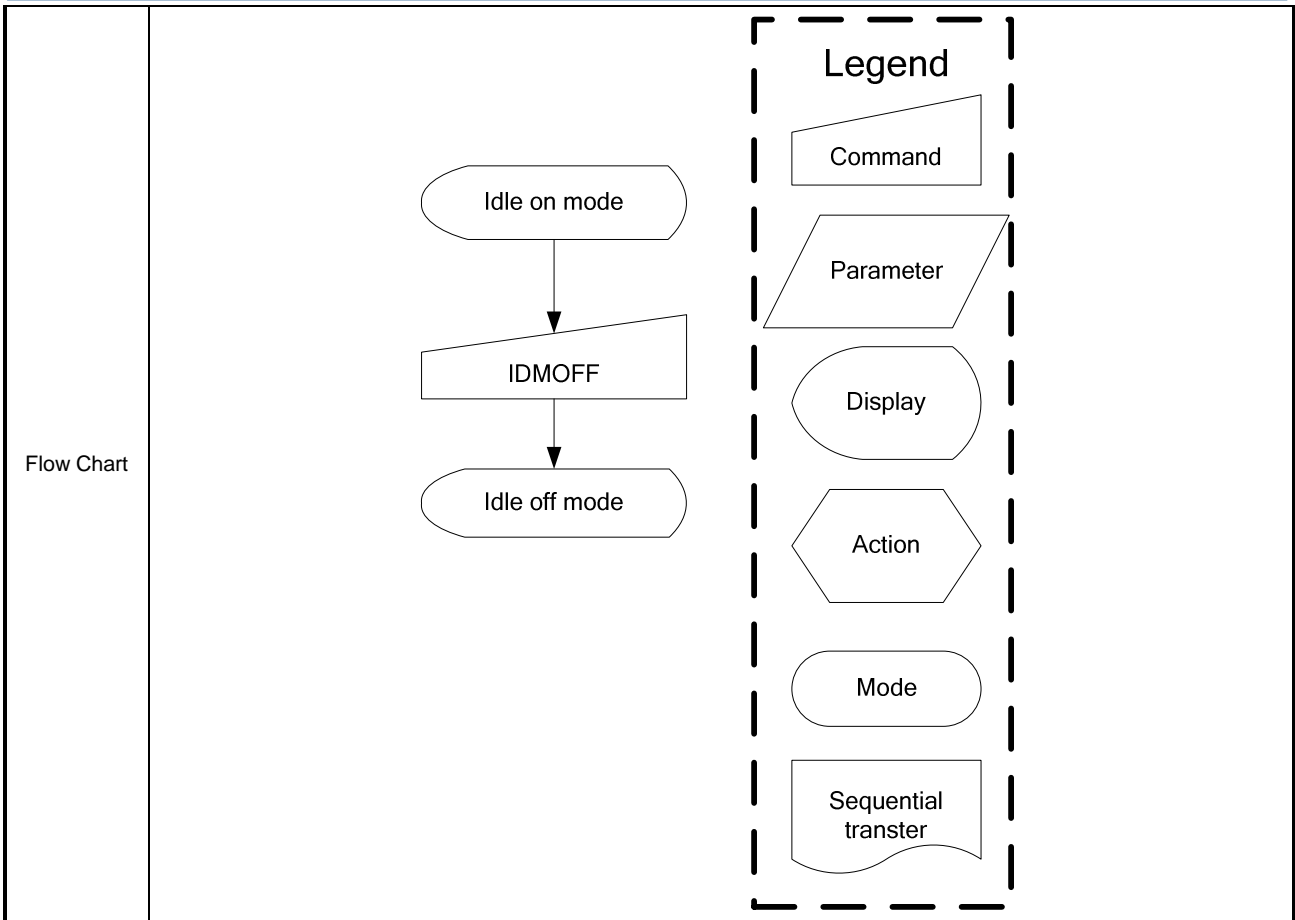 Flow Chart
Idle on mode
IDMOFF
Idle off mode
Legend
Command
Parameter
Display
Action
Mode
Sequential
transter